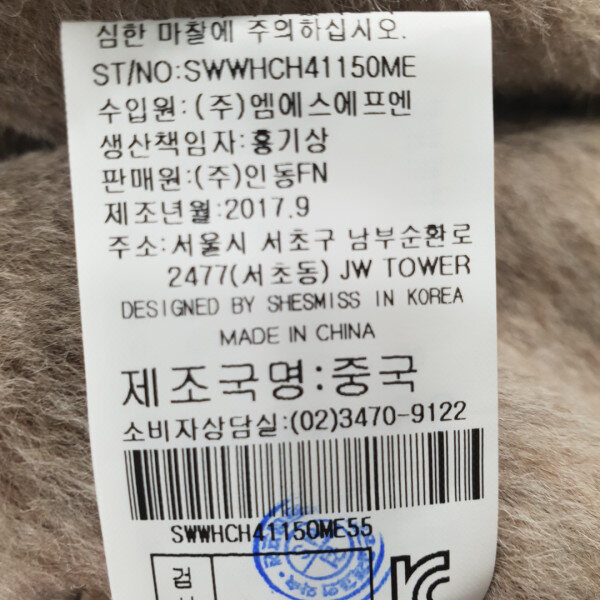 심한 마찰에 주의하십시오.
ST/NO:SWWHCH41150ME
수입원:(주)엠에스에프엔
생산책임자:홍기상
판매원:(주)인동FN
제조년월:2017.9
주소:서울시 서초구 남부순환로
2477(서초동) JW TOWER
DESIGNED BY SHESMISS IN KOREA
MADE IN CHINA
제조국명:중국
소비자상담실:(02)3470-9122
SWWHCH41150ME55
검